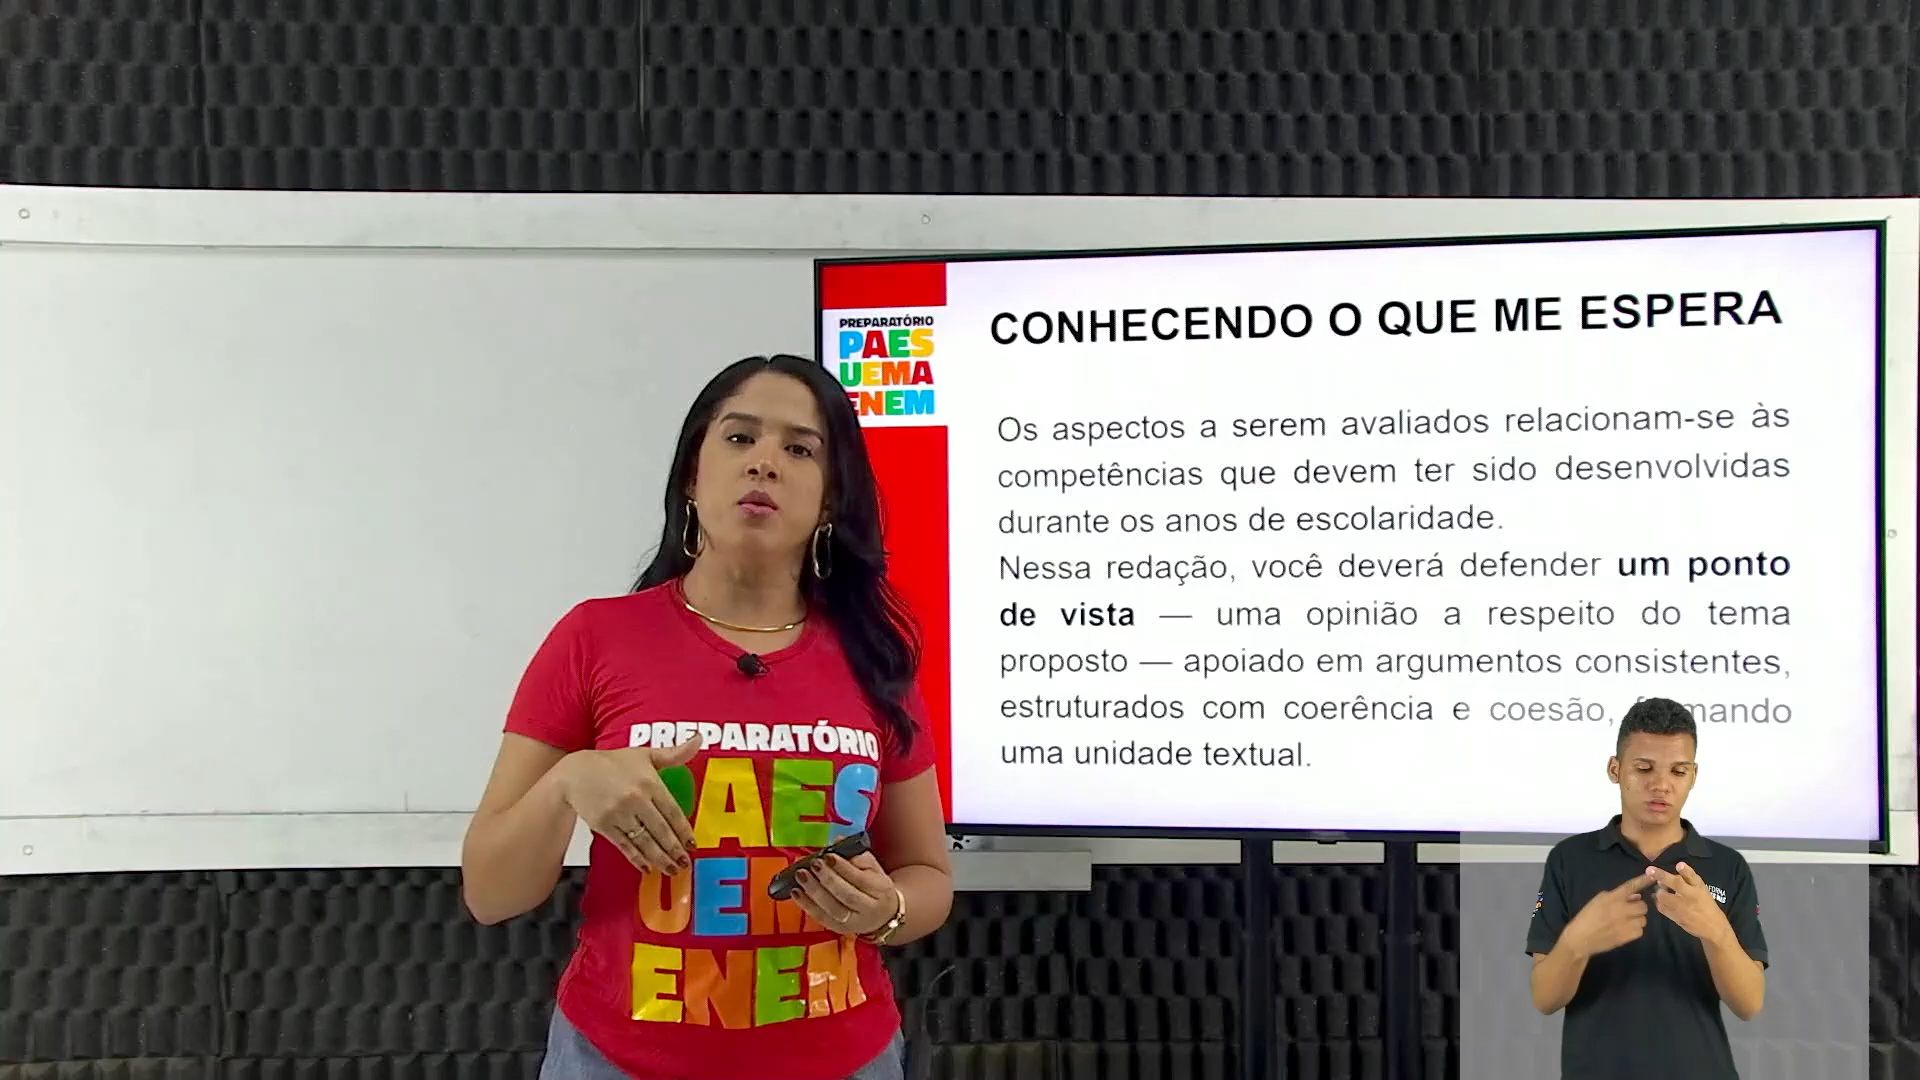 CONHECENDO O QUE ME ESPERA
PREPARATÓRIO
PAES
UEMA
ENEM
Os aspectos a serem avaliados relacionam-se às
competências que devem ter sido desenvolvidas
durante os anos de escolaridade.
Nessa redação, você deverá defender um ponto
de vista — uma opinião a respeito do tema
proposto — apoiado em argumentos consistentes,
estruturados com coerência e coesão,
uma unidade textual.
PREPARATÓRIO
PAES
UEMA
ENEM